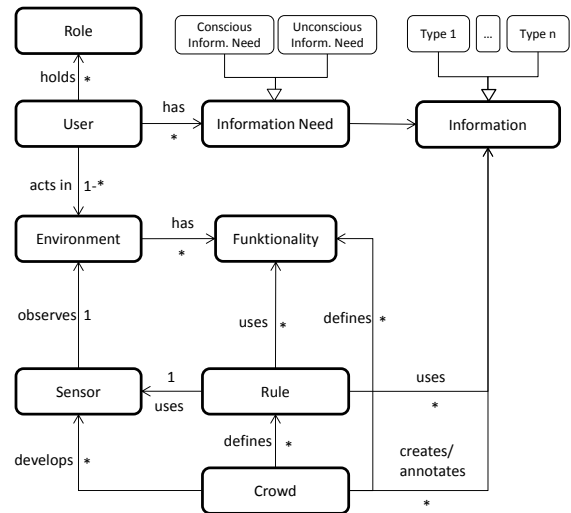 Role
Conscious
Inform. Need
Unconscious
Inform. Need
Type 1
...
Type n
holds *
User
has
*
Information Need
Information
acts in 1-*
Environment
has
*
Funktionality
observes 1
uses *
defines *
Sensor
1
uses
Rule
uses
*
develops *
defines *
creates/
annotates
*
Crowd